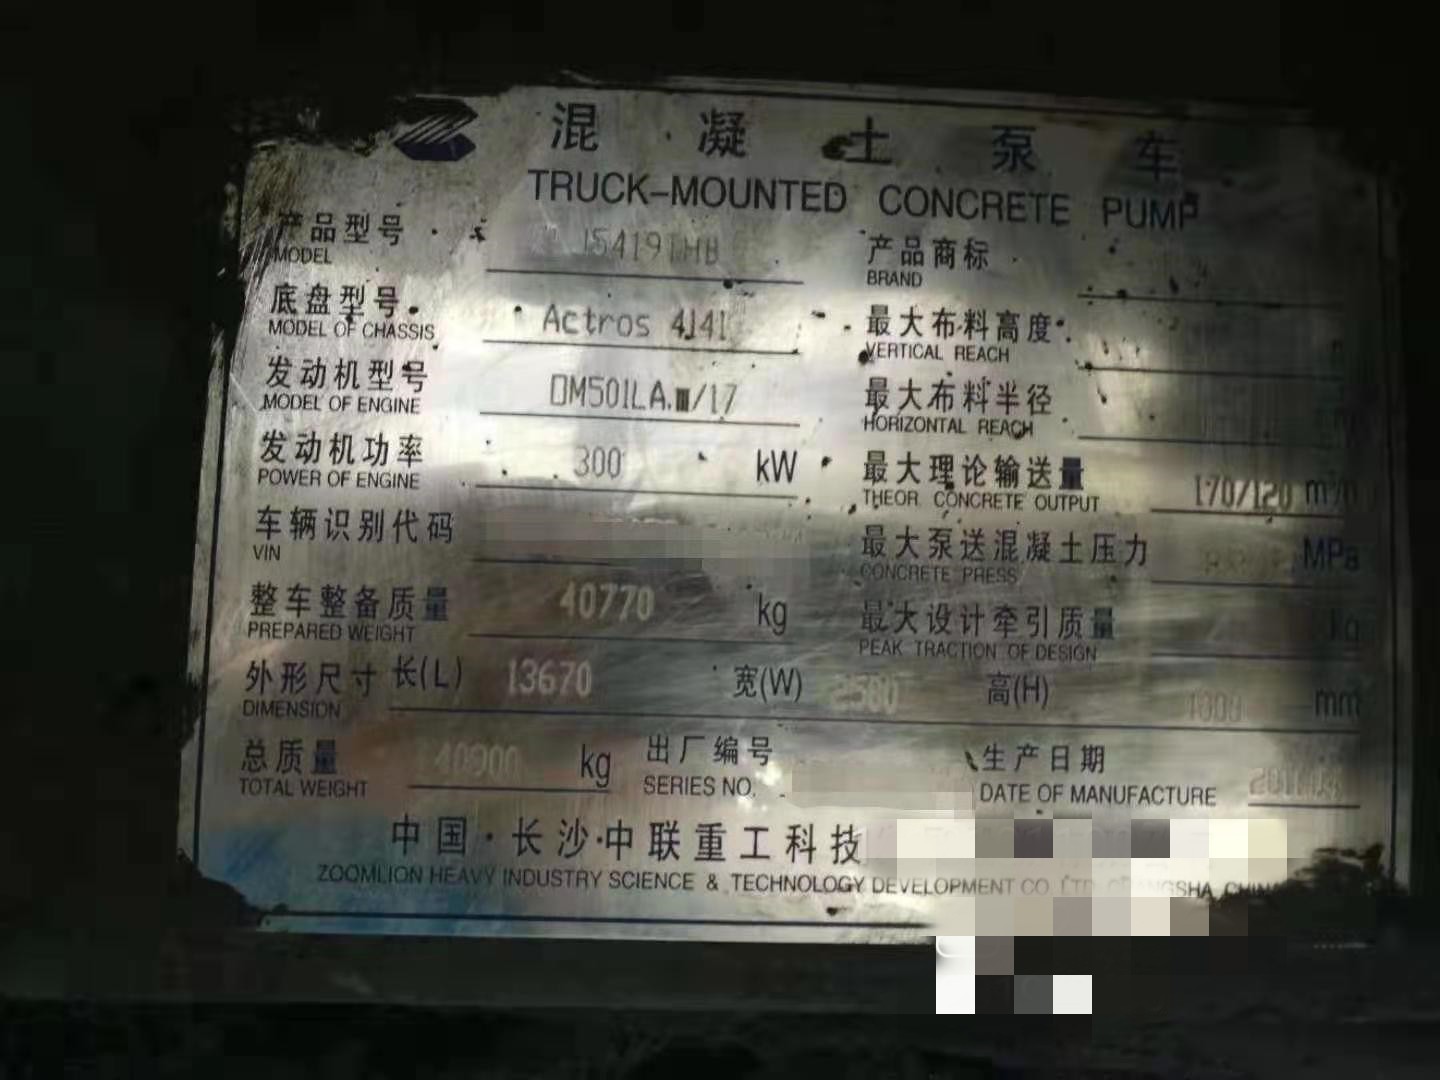 混凝土泵车
TRUCK-MOUNTED CONCRETE PUMP
产品型号
MODEL
产品商标
BRAND
底盘型号 Actros 4141
MODEL OF CHASSIS
最大布料高度
VERTICAL REACH
发动机型号 OM501LA.Ⅲ/17
MODEL OF ENGINE
最大布料半径
HORIZONTAL REACH
发动机功率 300 kW
POWER OF ENGINE
最大理论输送量 170/120 m³/h
THEOR. CONCRETE OUTPUT
车辆识别代码
VIN
最大泵送混凝土压力 MPa
CONCRETE PRESS
整车整备质量 40770 kg
PREPARED WEIGHT
最大设计牵引质量 kg
PEAK TRACTION OF DESIGN
外形尺寸 长(L) 13670 宽(W) 高(H) mm
DIMENSION
总质量 40900 kg
TOTAL WEIGHT
出厂编号
SERIES NO.
生产日期
DATE OF MANUFACTURE
中国·长沙·中联重工科技
ZOOMLION HEAVY INDUSTRY SCIENCE & TECHNOLOGY DEVELOPMENT CO. LTD. CHANGSHA, CHINA